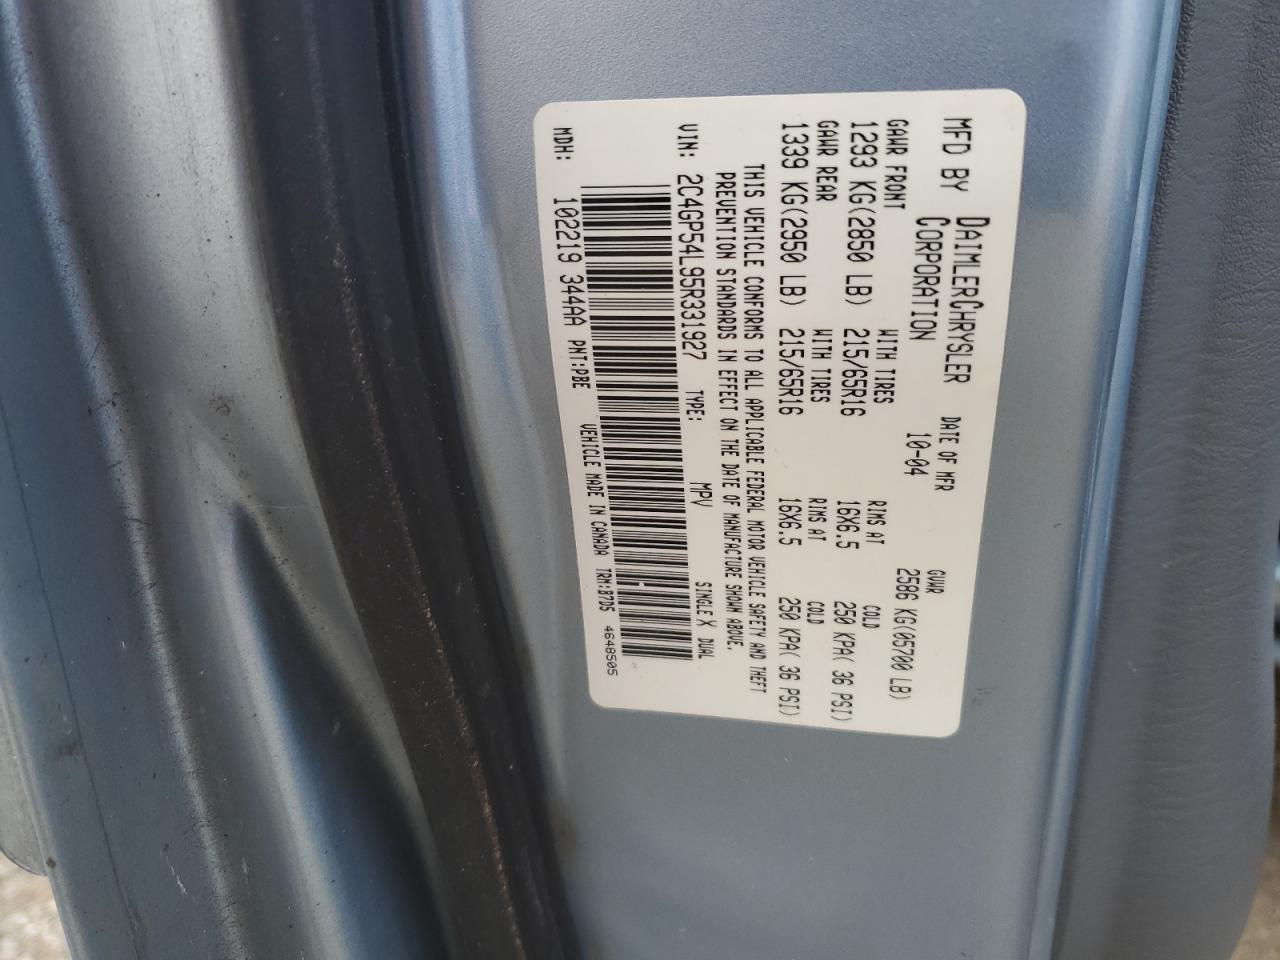 MFD BY DAIMLERCHRYSLER CORPORATION
DATE OF MFR 10-04
GVWR 2586 KG(05700 LB)
GAWR FRONT WITH TIRES RIMS AT COLD
1293 KG(2850 LB) 215/65R16 16X6.5 250 KPA( 36 PSI)
GAWR REAR WITH TIRES RIMS AT COLD
1339 KG(2950 LB) 215/65R16 16X6.5 250 KPA( 36 PSI)
THIS VEHICLE CONFORMS TO ALL APPLICABLE FEDERAL MOTOR VEHICLE SAFETY AND THEFT
PREVENTION STANDARDS IN EFFECT ON THE DATE OF MANUFACTURE SHOWN ABOVE.
VIN: 2C4GP54L95R331927 TYPE: MPV SINGLE X DUAL
MDH: 102219 344AA PNT:PBE VEHICLE MADE IN CANADA TRM:B7D5 4648505